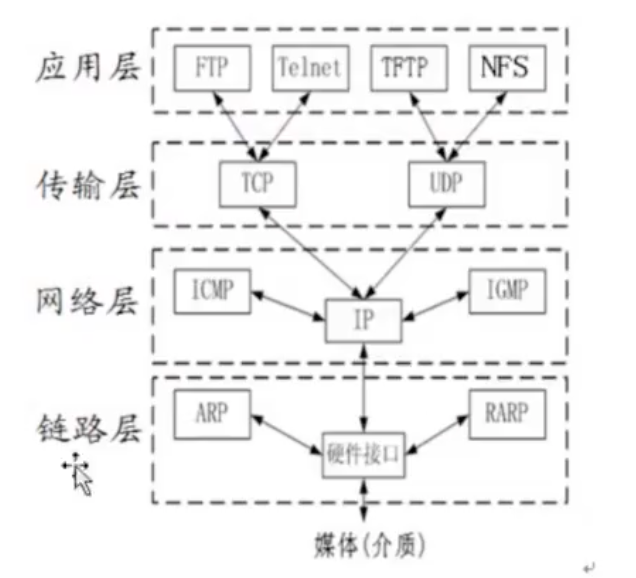 应用层 FTP Telnet TFTP NFS
传输层 TCP UDP
网络层 ICMP IP IGMP
链路层 ARP 硬件接口 RARP
媒体(介质)